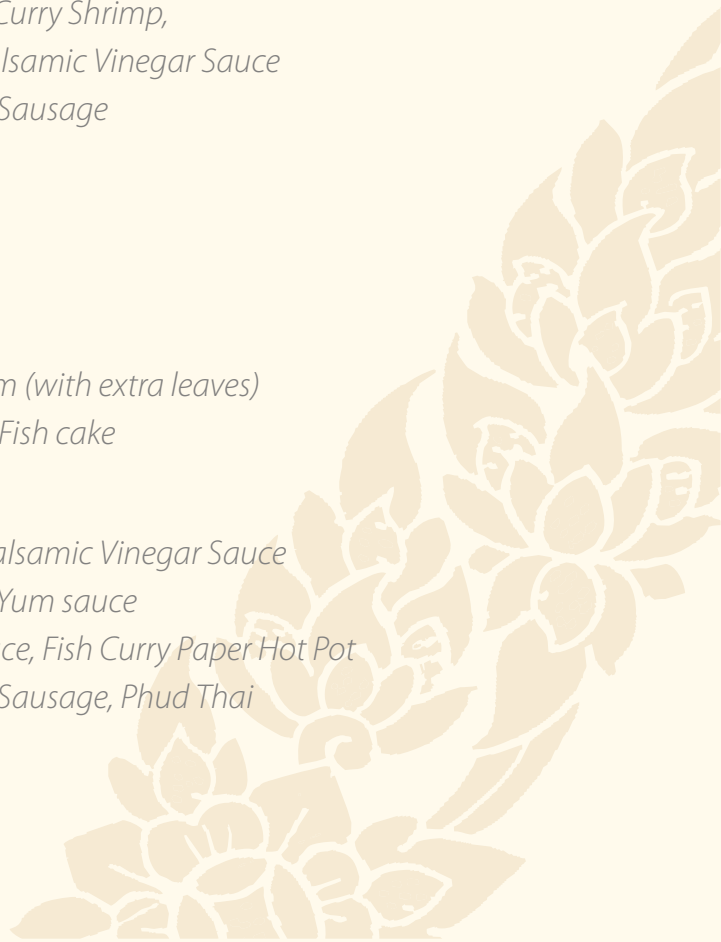 Curry Shrimp,
lsamic Vinegar Sauce
Sausage
m (with extra leaves)
Fish cake
alsamic Vinegar Sauce
Yum sauce
ce, Fish Curry Paper Hot Pot
Sausage, Phud Thai